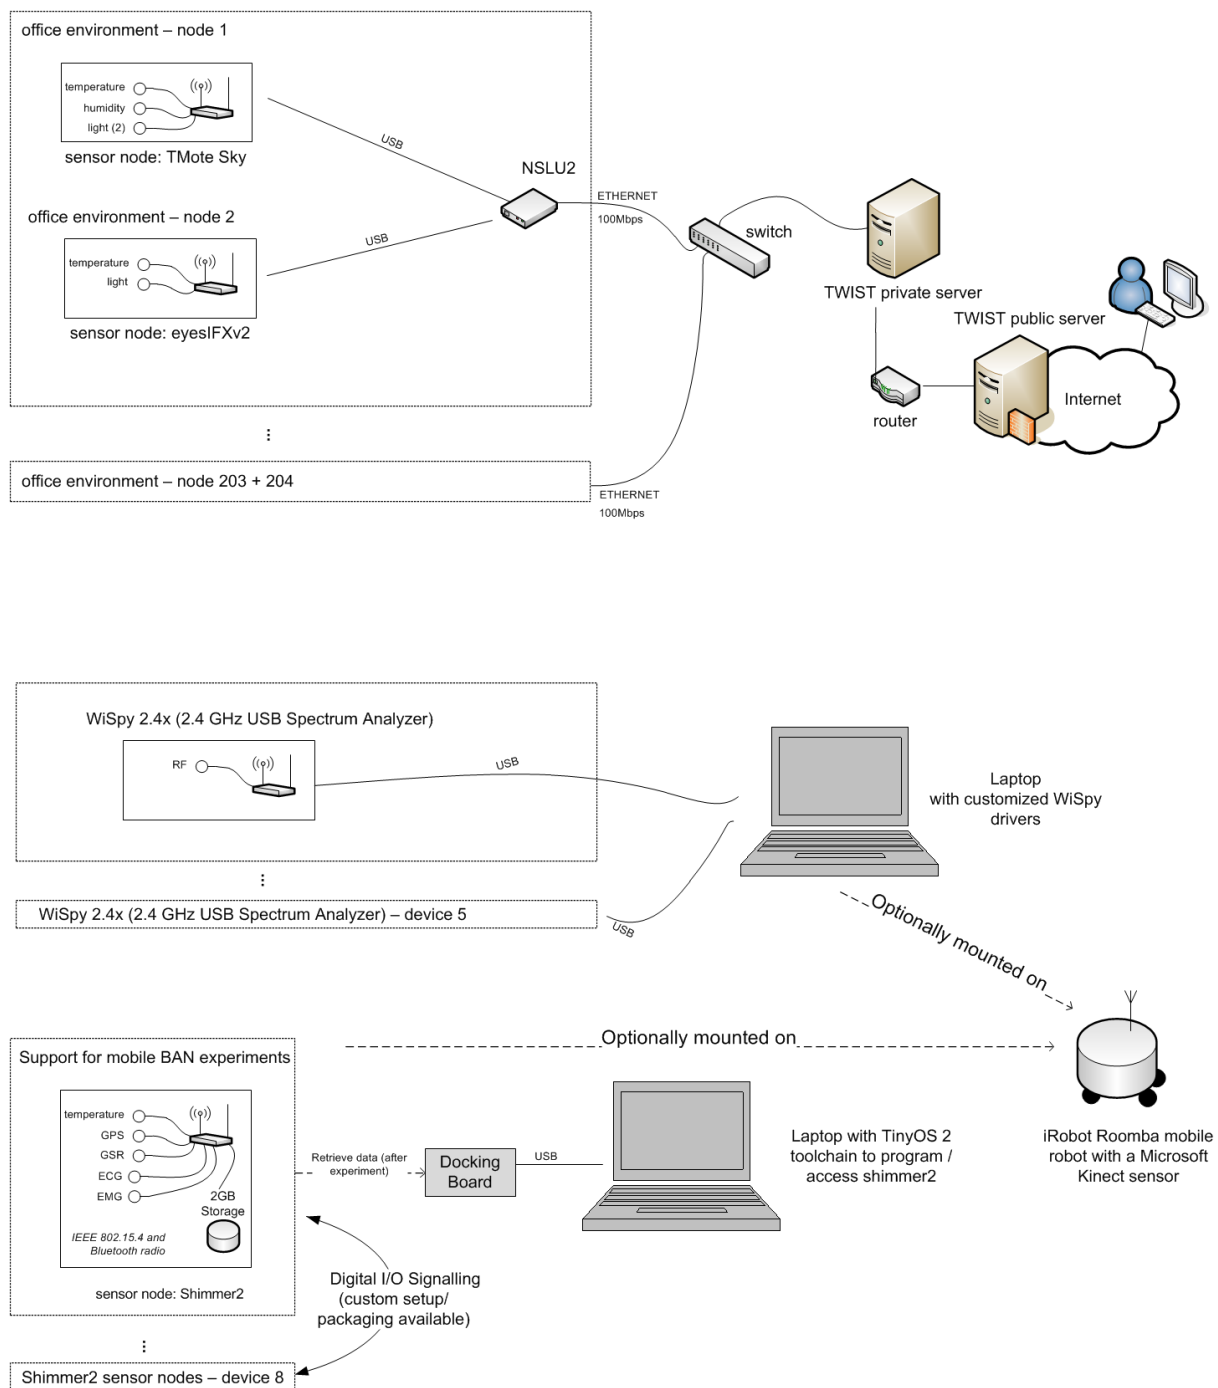 office environment – node 1
temperature
humidity
light (2)
sensor node: TMote Sky
USB
NSLU2
ETHERNET
100Mbps
office environment – node 2
temperature
light
sensor node: eyesIFXv2
USB
switch
TWIST private server
TWIST public server
router
Internet
...
office environment – node 203 + 204
ETHERNET
100Mbps
WiSpy 2.4x (2.4 GHz USB Spectrum Analyzer)
RF
USB
Laptop
with customized WiSpy
drivers
...
WiSpy 2.4x (2.4 GHz USB Spectrum Analyzer) – device 5
USB
Optionally mounted on
Optionally mounted on
Support for mobile BAN experiments
temperature
GPS
GSR
ECG
EMG
2GB
Storage
IEEE 802.15.4 and
Bluetooth radio
sensor node: Shimmer2
Retrieve data (after
experiment)
Docking
Board
USB
Laptop with TinyOS 2
toolchain to program /
access shimmer2
iRobot Roomba mobile
robot with a Microsoft
Kinect sensor
Digital I/O Signalling
(custom setup/
packaging available)
...
Shimmer2 sensor nodes – device 8